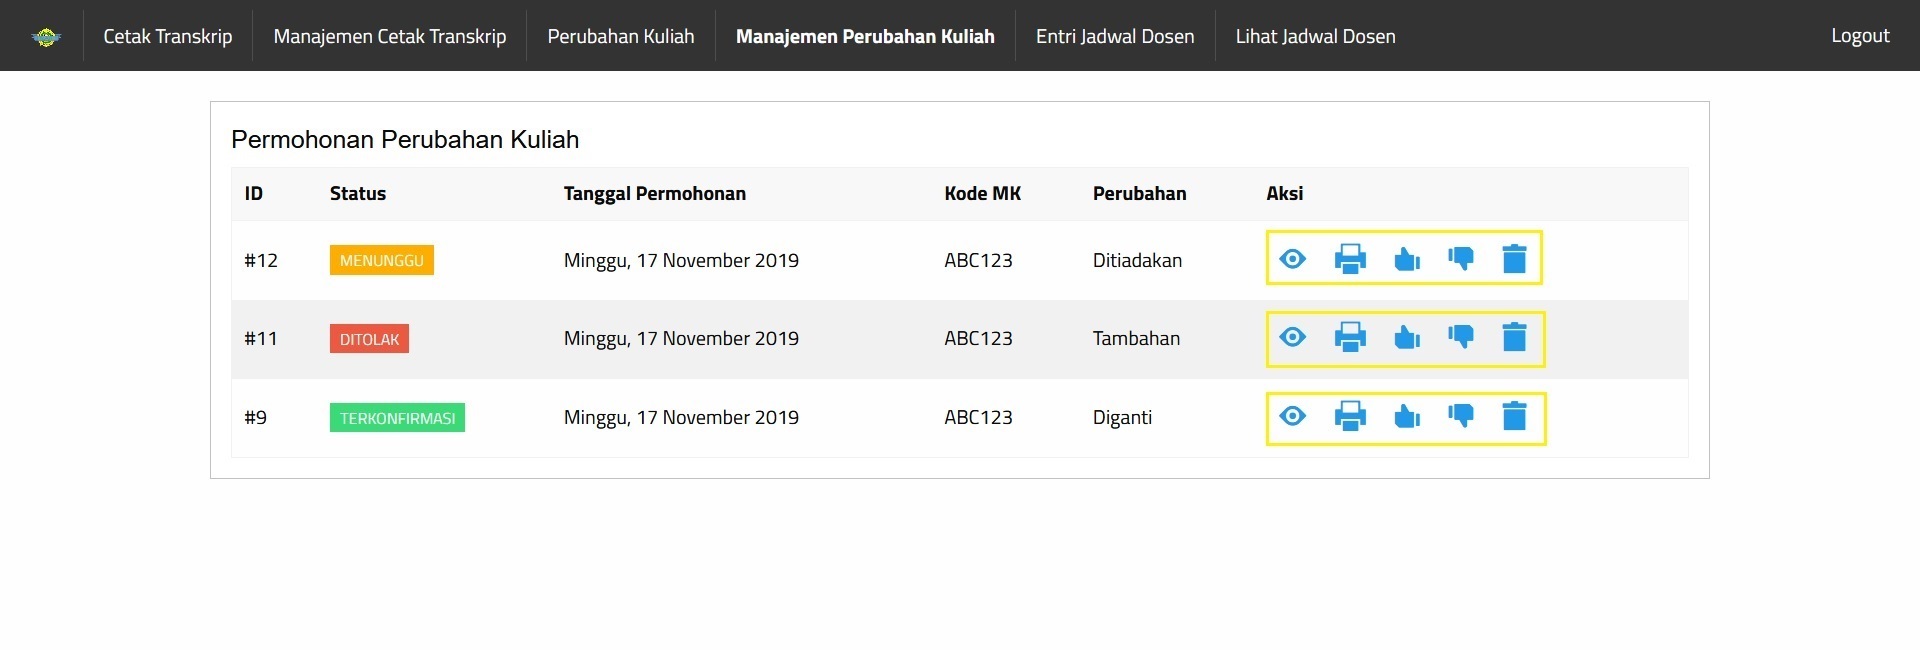 Cetak Transkrip Manajemen Cetak Transkrip Perubahan Kuliah Manajemen Perubahan Kuliah Entri Jadwal Dosen Lihat Jadwal Dosen Logout
Permohonan Perubahan Kuliah
ID Status Tanggal Permohonan Kode MK Perubahan Aksi
#12 MENUNGGU Minggu, 17 November 2019 ABC123 Ditiadakan
#11 DITOLAK Minggu, 17 November 2019 ABC123 Tambahan
#9 TERKONFIRMASI Minggu, 17 November 2019 ABC123 Diganti